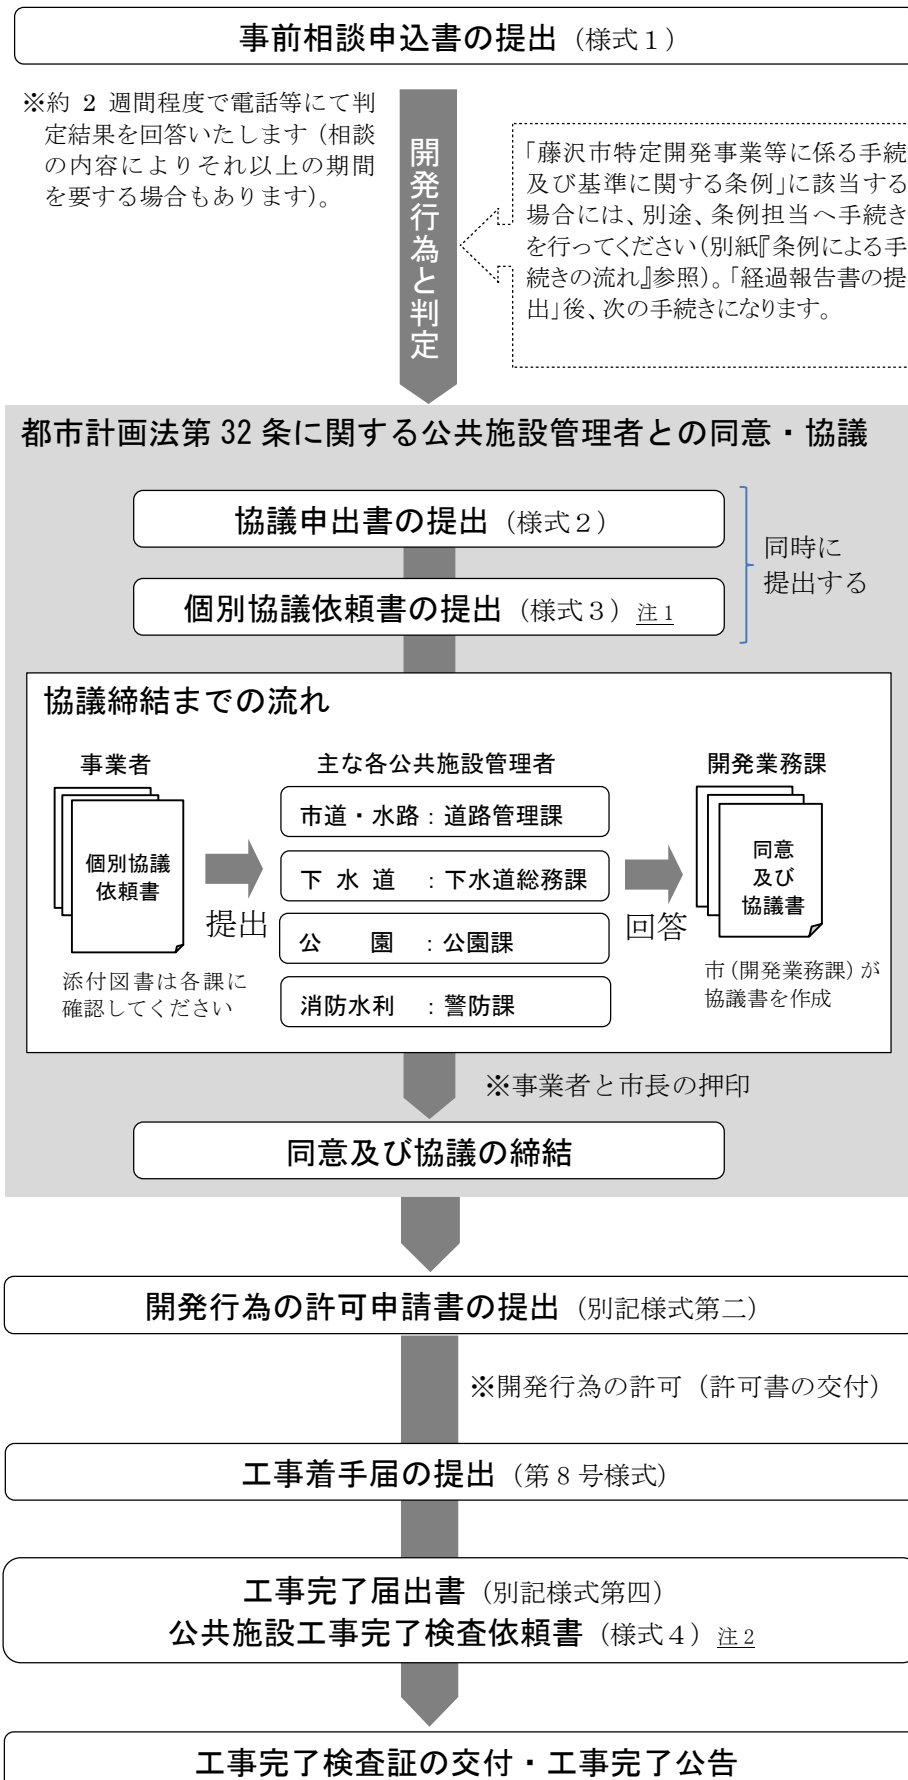 事前相談申込書の提出（様式１）
※約 2 週間程度で電話等にて判
定結果を回答いたします（相談
の内容によりそれ以上の期間
を要する場合もあります）。
開発行為と判定
「藤沢市特定開発事業等に係る手続
及び基準に関する条例」に該当する
場合には、別途、条例担当へ手続き
を行ってください（別紙『条例による手
続きの流れ』参照）。「経過報告書の提
出」後、次の手続きになります。
都市計画法第 32 条に関する公共施設管理者との同意・協議
協議申出書の提出（様式２）
個別協議依頼書の提出（様式３）注１
同時に
提出する
協議締結までの流れ
事業者
個別協議
依頼書
添付図書は各課に
確認してください
提出
主な各公共施設管理者
市道・水路：道路管理課
下 水 道 ：下水道総務課
公　　園 ：公園課
消防水利 ：警防課
回答
開発業務課
同意
及び
協議書
市（開発業務課）が
協議書を作成
※事業者と市長の押印
同意及び協議の締結
開発行為の許可申請書の提出（別記様式第二）
※開発行為の許可（許可書の交付）
工事着手届の提出（第８号様式）
工事完了届出書（別記様式第四）
公共施設工事完了検査依頼書（様式４）注２
工事完了検査証の交付・工事完了公告